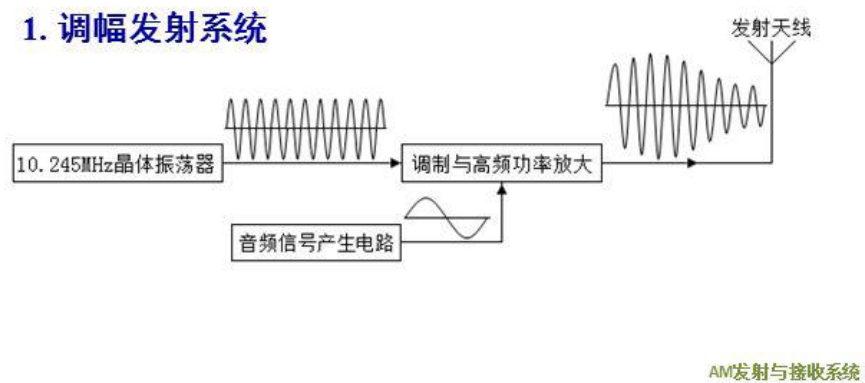 1. 调幅发射系统
发射天线
10.245MHz晶体振荡器
调制与高频功率放大
音频信号产生电路
AM发射与接收系统